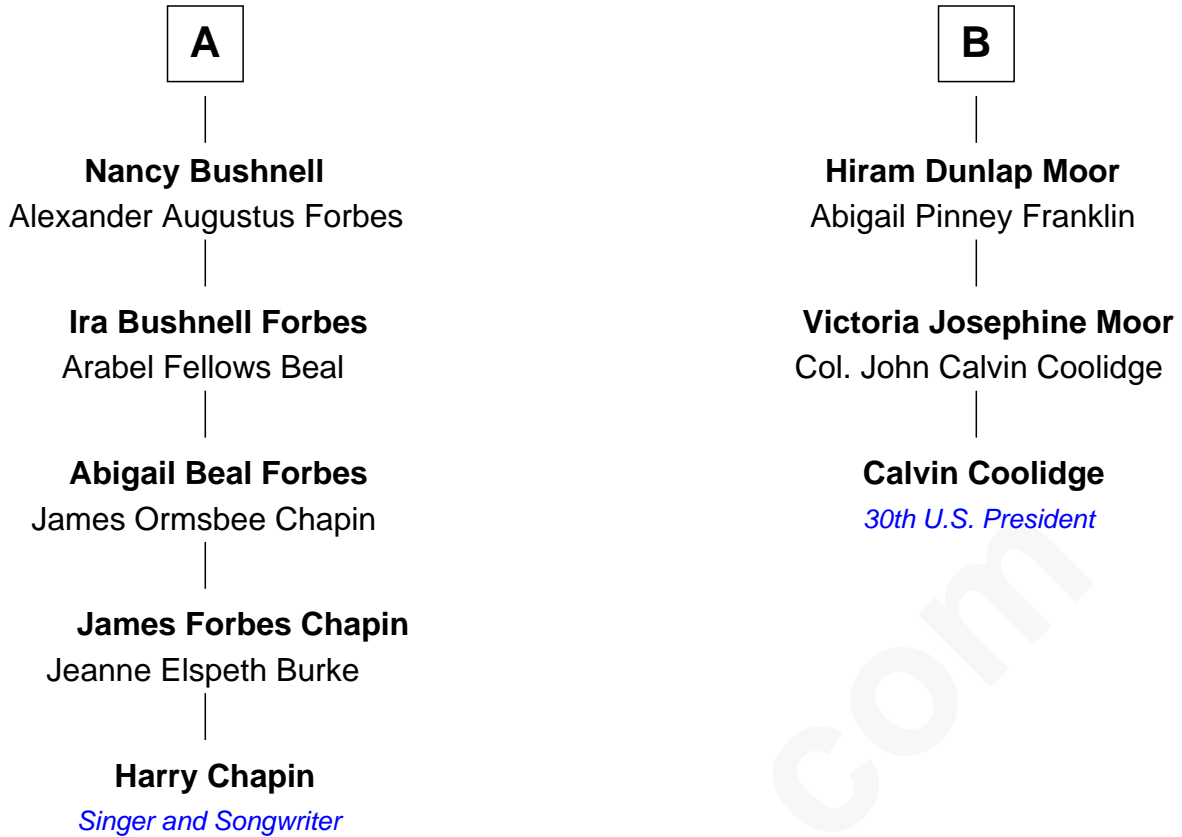 A
Nancy Bushnell
Alexander Augustus Forbes
Ira Bushnell Forbes
Arabel Fellows Beal
Abigail Beal Forbes
James Ormsbee Chapin
James Forbes Chapin
Jeanne Elspeth Burke
Harry Chapin
Singer and Songwriter
B
Hiram Dunlap Moor
Abigail Pinney Franklin
Victoria Josephine Moor
Col. John Calvin Coolidge
Calvin Coolidge
30th U.S. President
com